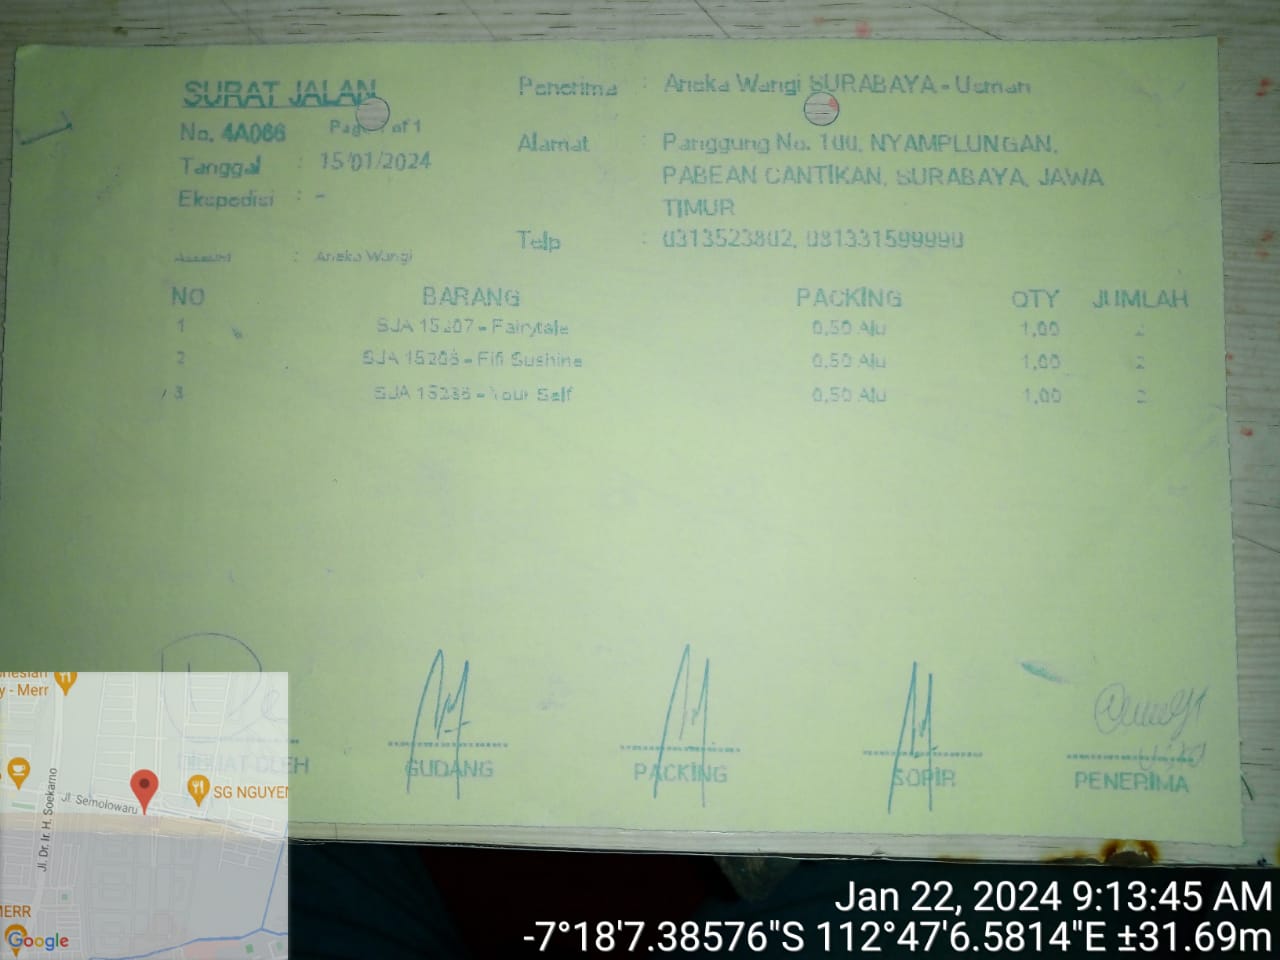 SURAT JALAN
No. 4A066 Page 1 of 1
Tanggal : 15/01/2024
Ekspedisi : -
Account : Aneka Wangi
Penerima : Aneka Wangi SURABAYA - Usman
Alamat : Panggung No. 100, NYAMPLUNGAN,
PABEAN CANTIKAN, SURABAYA, JAWA
TIMUR
Telp : 0313523802, 081331599990
NO BARANG PACKING QTY JUMLAH
1 SJA - Fairytale 0,50 Alu 1,00
2 SJA - Fifi Sushine 0,50 Alu 1,00 2
3 SJA - Your Self 0,50 Alu 1,00 2
DIBUAT OLEH GUDANG PACKING SOPIR PENERIMA
y - Merr
SG NGUYEN
Jl. Semolowaru
Jl. Dr. Ir. H. Soekarno
MERR
Google
Jan 22, 2024 9:13:45 AM
-7°18'7.38576"S 112°47'6.5814"E ±31.69m